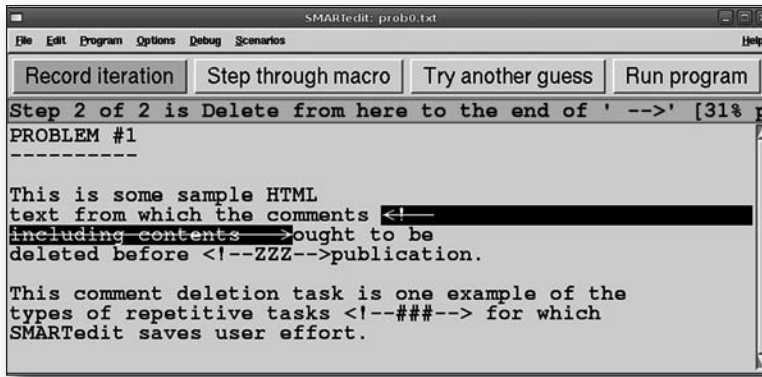 SMARTedit: prob0.txt
File Edit Program Options Debug Scenarios Help
Record iteration Step through macro Try another guess Run program
Step 2 of 2 is Delete from here to the end of ' -->' [31% p
PROBLEM #1
----------
This is some sample HTML
text from which the comments <!--
including contents -->ought to be
deleted before <!--ZZZ-->publication.
This comment deletion task is one example of the
types of repetitive tasks <!--###--> for which
SMARTedit saves user effort.